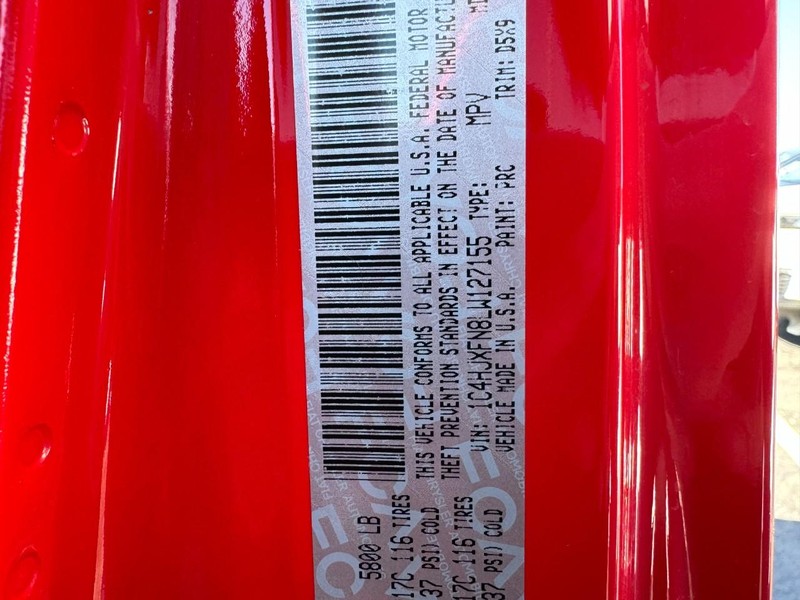 5800 LB
17C 116 TIRES
37 PSI) COLD
17C 116 TIRES
37 PSI) COLD
THIS VEHICLE CONFORMS TO ALL APPLICABLE U.S.A. FEDERAL MOTOR
THEFT PREVENTION STANDARDS IN EFFECT ON THE DATE OF MANUFACTU
VIN: 1C4HJXFN8LW127155 TYPE: MPV
VEHICLE MADE IN U.S.A. PAINT: PRC TRIM: D5X9